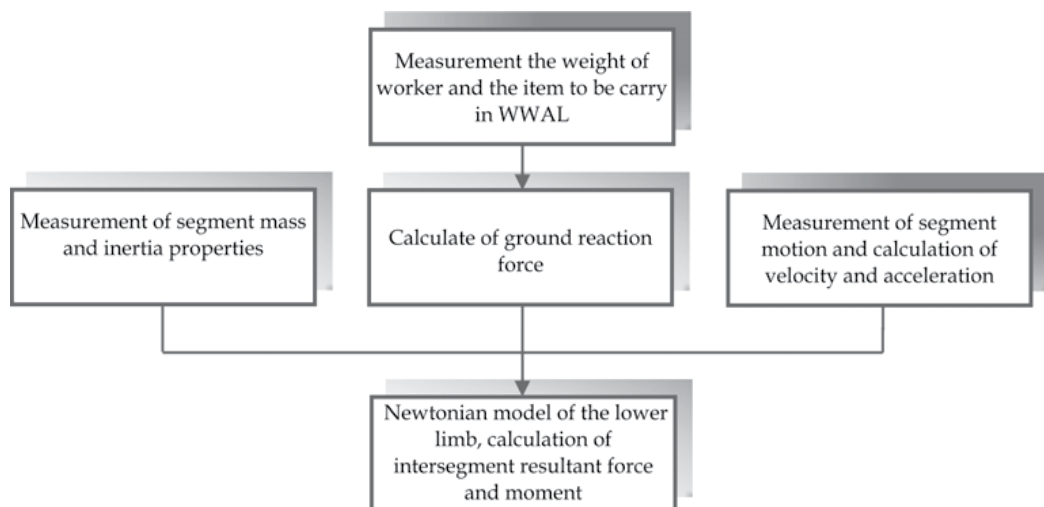 Measurement the weight of
worker and the item to be carry
in WWAL
Measurement of segment mass
and inertia properties
Calculate of ground reaction
force
Measurement of segment
motion and calculation of
velocity and acceleration
Newtonian model of the lower
limb, calculation of
intersegment resultant force
and moment